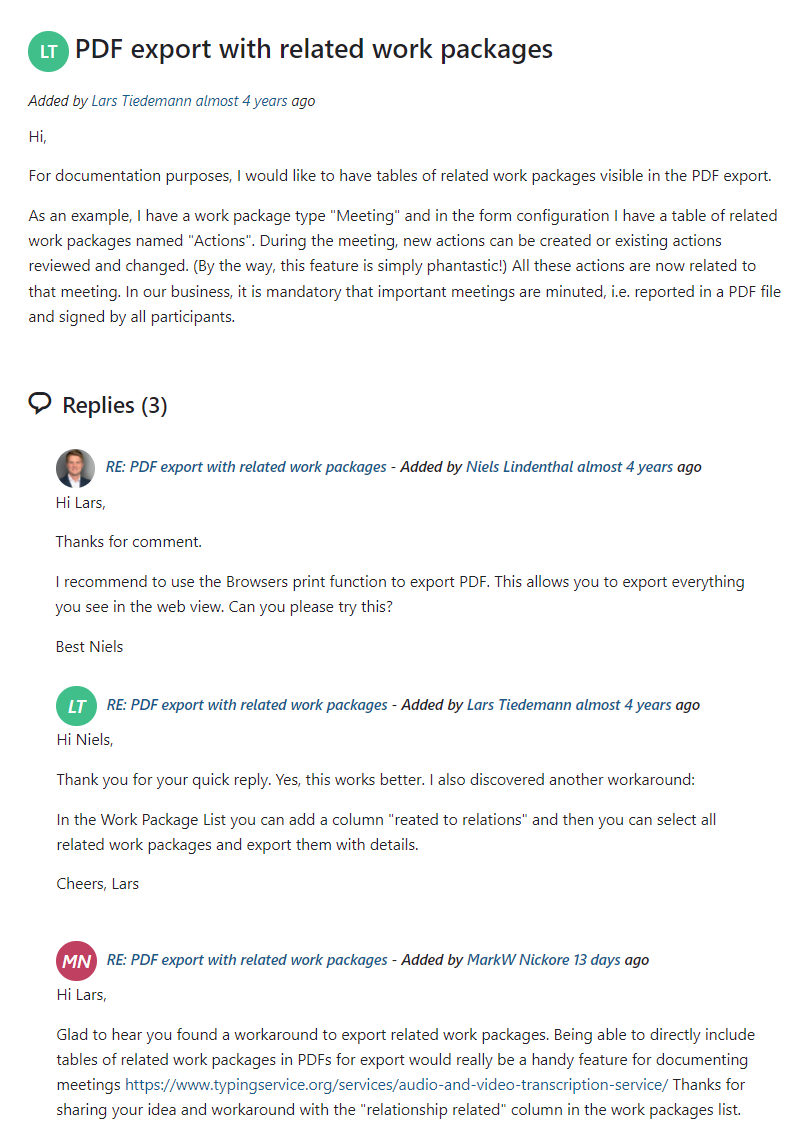 LT PDF export with related work packages
Added by Lars Tiedemann almost 4 years ago
Hi,
For documentation purposes, I would like to have tables of related work packages visible in the PDF export.
As an example, I have a work package type "Meeting" and in the form configuration I have a table of related
work packages named "Actions". During the meeting, new actions can be created or existing actions
reviewed and changed. (By the way, this feature is simply phantastic!) All these actions are now related to
that meeting. In our business, it is mandatory that important meetings are minuted, i.e. reported in a PDF file
and signed by all participants.
Replies (3)
RE: PDF export with related work packages - Added by Niels Lindenthal almost 4 years ago
Hi Lars,
Thanks for comment.
I recommend to use the Browsers print function to export PDF. This allows you to export everything
you see in the web view. Can you please try this?
Best Niels
LT RE: PDF export with related work packages - Added by Lars Tiedemann almost 4 years ago
Hi Niels,
Thank you for your quick reply. Yes, this works better. I also discovered another workaround:
In the Work Package List you can add a column "reated to relations" and then you can select all
related work packages and export them with details.
Cheers, Lars
MN RE: PDF export with related work packages - Added by MarkW Nickore 13 days ago
Hi Lars,
Glad to hear you found a workaround to export related work packages. Being able to directly include
tables of related work packages in PDFs for export would really be a handy feature for documenting
meetings https://www.typingservice.org/services/audio-and-video-transcription-service/ Thanks for
sharing your idea and workaround with the "relationship related" column in the work packages list.